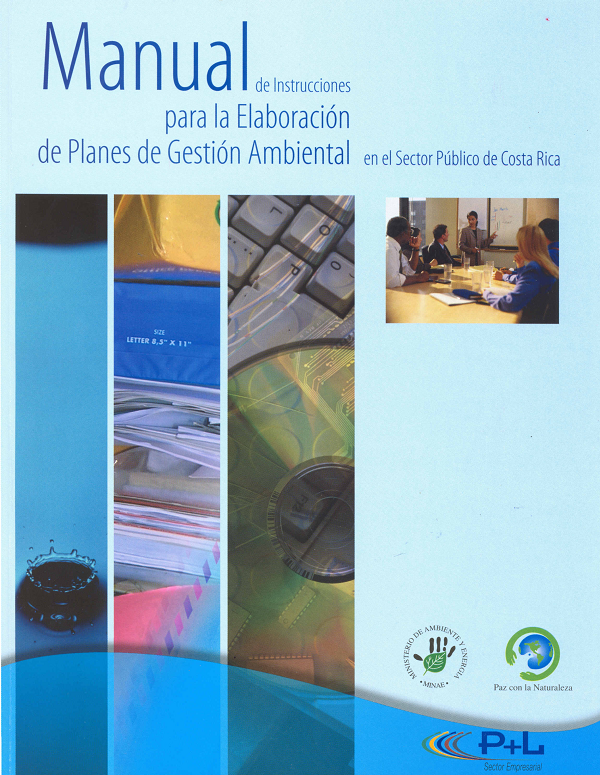 Manual de Instrucciones
para la Elaboración
de Planes de Gestión Ambiental en el Sector Público de Costa Rica
SIZE
LETTER 8,5" X 11"
MINISTERIO DE AMBIENTE Y ENERGIA
• MINAE •
Paz con la Naturaleza
P+L
Sector Empresarial